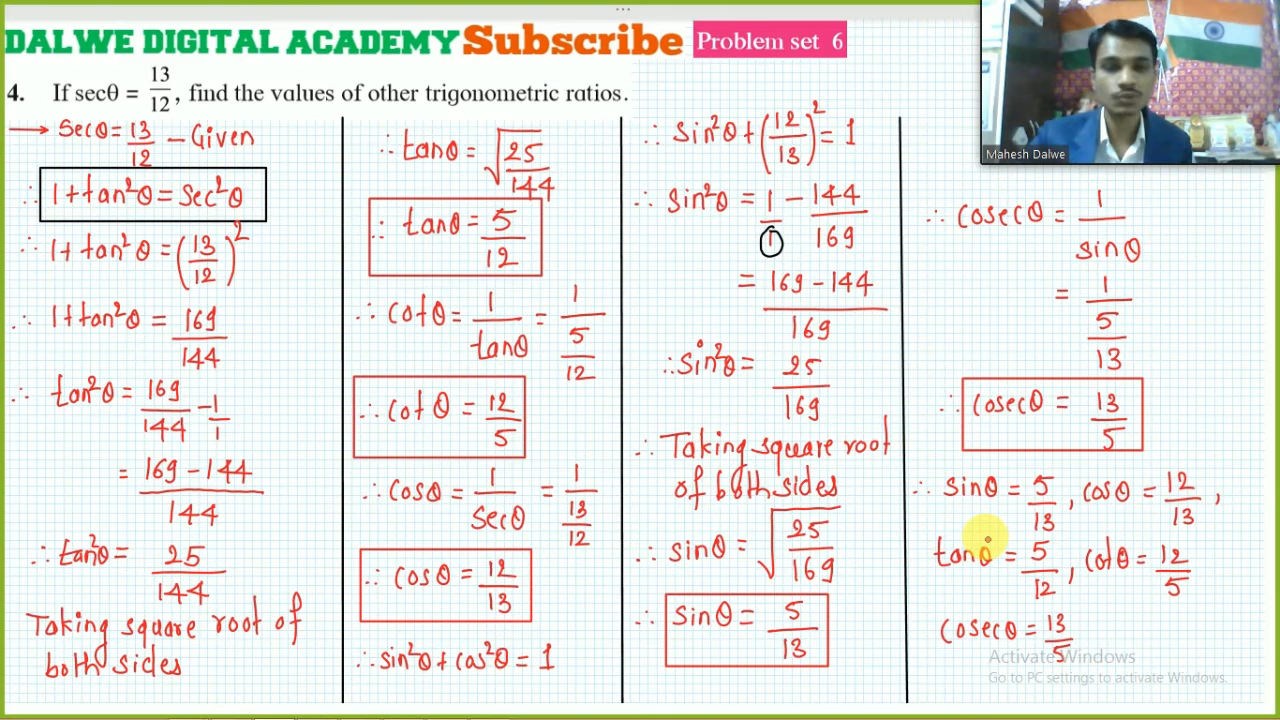 DALWE DIGITAL ACADEMY Subscribe Problem set 6
4. If secθ = 13/12, find the values of other trigonometric ratios.
→ Secθ = 13/12 – Given
∴ 1+tan²θ = Sec²θ
∴ 1+tan²θ = (13/12)²
∴ 1+tan²θ = 169/144
∴ tan²θ = 169/144 – 1/1
= 169 – 144/144
∴ tan²θ = 25/144
Taking square root of
both sides
∴ tanθ = √25/144
∴ tanθ = 5/12
∴ cotθ = 1/tanθ = 1/5/12
∴ cotθ = 12/5
∴ cosθ = 1/secθ = 1/13/12
∴ cosθ = 12/13
∴ sin²θ + cos²θ = 1
∴ Sin²θ + (12/13)² = 1
∴ Sin²θ = 1/1 – 144/169
= 169 – 144/169
∴ Sin²θ = 25/169
∴ Taking square root
of both sides
∴ sinθ = √25/169
∴ Sinθ = 5/13
∴ Cosecθ = 1/sinθ
= 1/5/13
∴ Cosecθ = 13/5
∴ Sinθ = 5/13, cosθ = 12/13,
tanθ = 5/12, cotθ = 12/5
Cosecθ = 13/5
Mahesh Dalwe
Activate Windows
Go to PC settings to activate Windows.